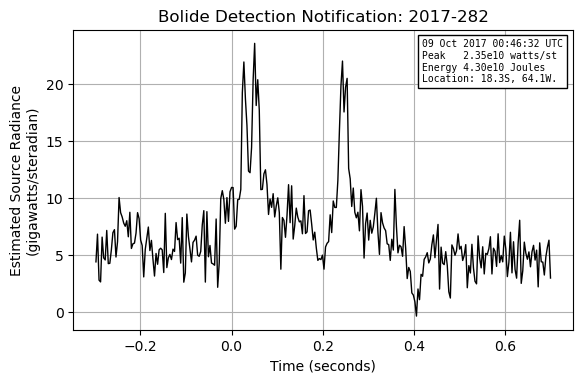 Bolide Detection Notification: 2017-282
09 Oct 2017 00:46:32 UTC
Peak   2.35e10 watts/st
Energy 4.30e10 Joules
Location: 18.3S, 64.1W.
Estimated Source Radiance
(gigawatts/steradian)
20
15
10
5
0
−0.2
0.0
0.2
0.4
0.6
Time (seconds)